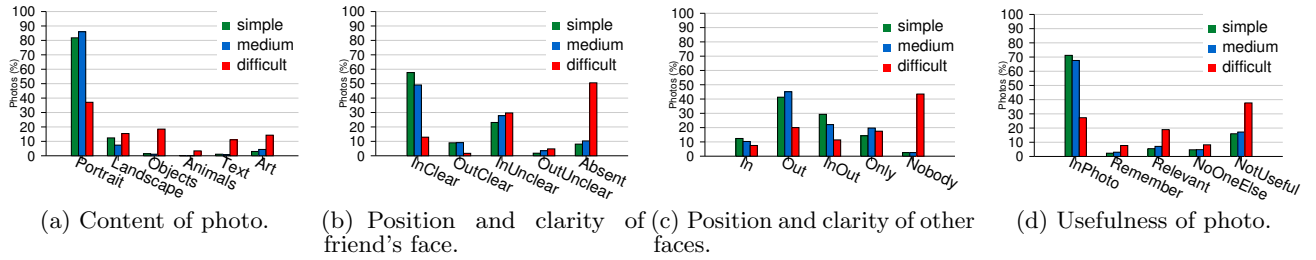 100
90
80
70
60
50
40
30
20
10
0
Photos (%)
simple
medium
difficult
Portrait
Landscape
Objects
Animals
Text
Art
(a) Content of photo.
100
90
80
70
60
50
40
30
20
10
0
Photos (%)
simple
medium
difficult
InClear
OutClear
InUnclear
OutUnclear
Absent
(b) Position and clarity of
friend's face.
100
90
80
70
60
50
40
30
20
10
0
Photos (%)
simple
medium
difficult
In
Out
InOut
Only
Nobody
(c) Position and clarity of other
faces.
100
90
80
70
60
50
40
30
20
10
0
Photos (%)
simple
medium
difficult
InPhoto
Remember
Relevant
NoOneElse
NotUseful
(d) Usefulness of photo.